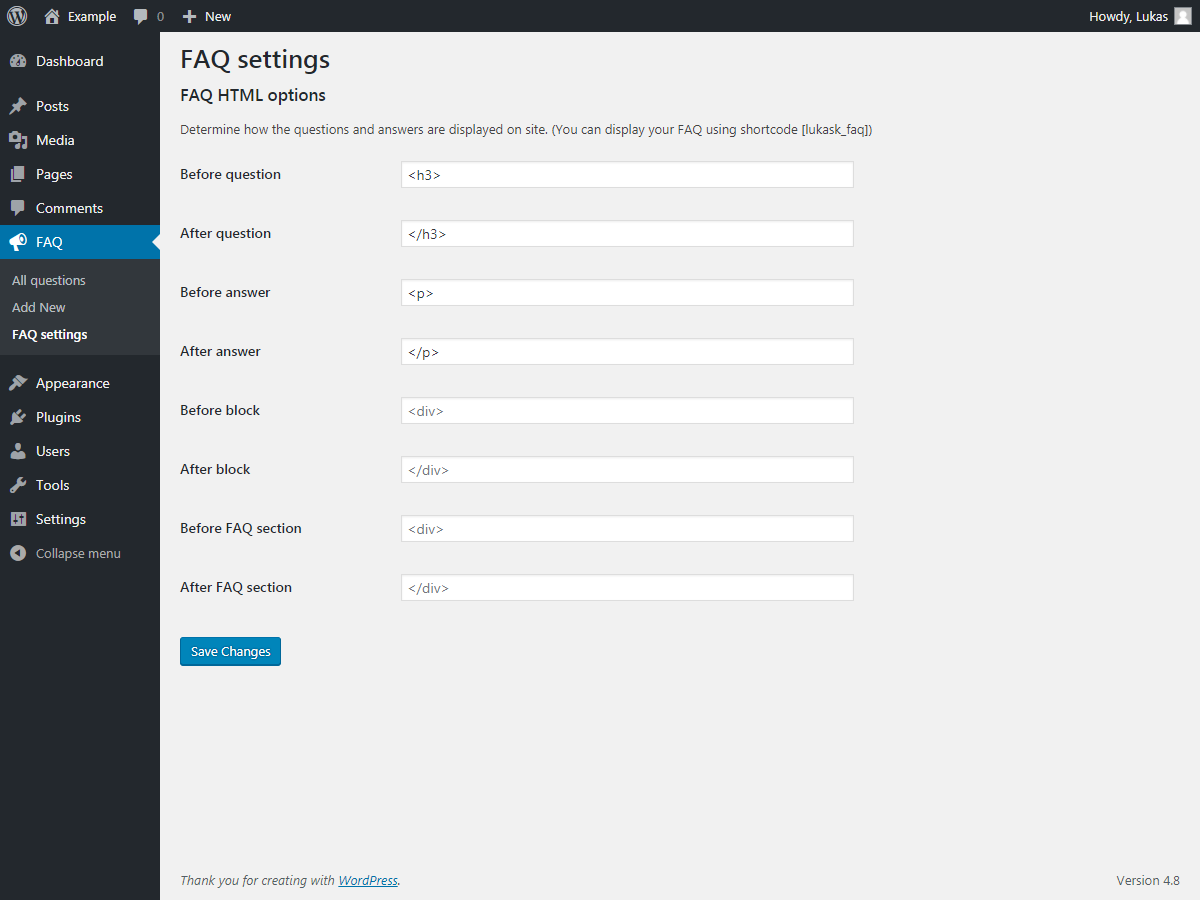 Example 0 New Howdy, Lukas
Dashboard
Posts
Media
Pages
Comments
FAQ
All questions
Add New
FAQ settings
Appearance
Plugins
Users
Tools
Settings
Collapse menu
FAQ settings
FAQ HTML options
Determine how the questions and answers are displayed on site. (You can display your FAQ using shortcode [lukask_faq])
Before question <h3>
After question </h3>
Before answer <p>
After answer </p>
Before block <div>
After block </div>
Before FAQ section <div>
After FAQ section </div>
Save Changes
Thank you for creating with WordPress. Version 4.8